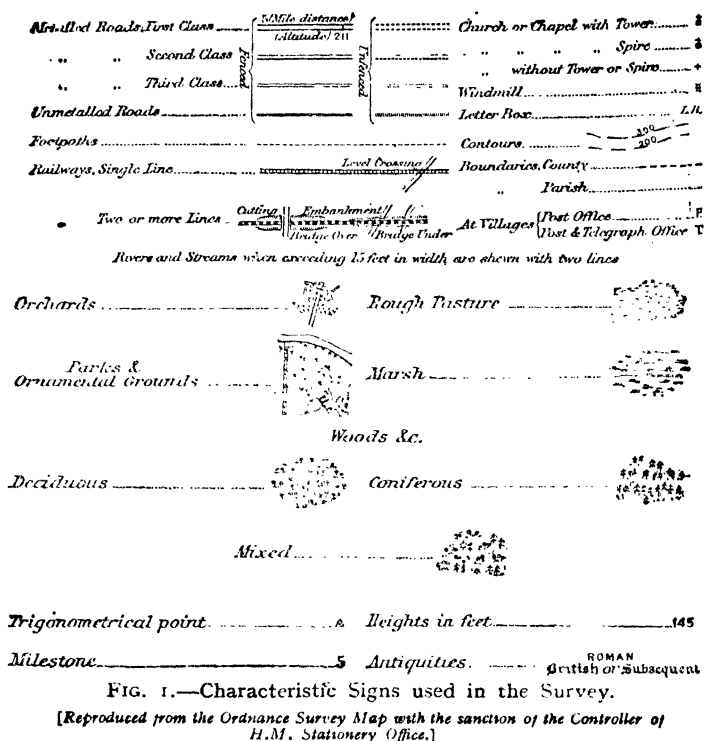 Metalled Roads, First Class
Mile distance
(Altitude) 211
" " Second Class
" " Third Class
Fenced
Unfenced
Unmetalled Roads
Footpaths
Railways, Single Line
Level Crossing
" Two or more Lines
Cutting Embankment
Bridge Over Bridge Under
Church or Chapel with Tower
" " " " Spire
" without Tower or Spire
Windmill
Letter Box L.B.
Contours 300
200
Boundaries, County
" Parish
At Villages Post Office P
Post & Telegraph Office T
Rivers and Streams when exceeding 15 feet in width are shewn with two lines
Orchards
Rough Pasture
Parks &
Ornamental Grounds
Marsh
Woods &c.
Deciduous
Coniferous
Mixed
Trigonometrical point
Heights in feet 145
Milestone 5
Antiquities. ROMAN
British or Subsequent
FIG. 1.—Characteristic Signs used in the Survey.
[Reproduced from the Ordnance Survey Map with the sanction of the Controller of
H.M. Stationery Office.]